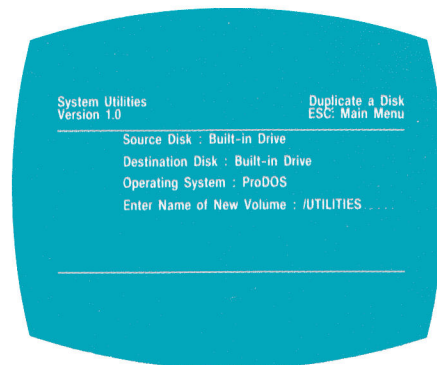 System Utilities
Version 1.0
Duplicate a Disk
ESC: Main Menu
Source Disk : Built-in Drive
Destination Disk : Built-in Drive
Operating System : ProDOS
Enter Name of New Volume : /UTILITIES.....